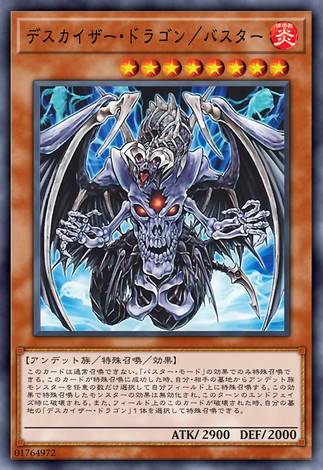 デスカイザー・ドラゴン／バスター
炎
【アンデット族／特殊召喚／効果】
このカードは通常召喚できない。「バスター・モード」の効果でのみ特殊召喚で
きる。このカードが特殊召喚に成功した時、自分・相手の墓地からアンデット族
モンスターを任意の数だけ選択して自分フィールド上に特殊召喚する。この効
果で特殊召喚したモンスターの効果は無効化され、このターンのエンドフェイ
ズ時に破壊される。また、フィールド上のこのカードが破壊された時、自分の墓
地の「デスカイザー・ドラゴン」１体を選択して特殊召喚できる。
ATK/ 2900 DEF/ 2000
01764972